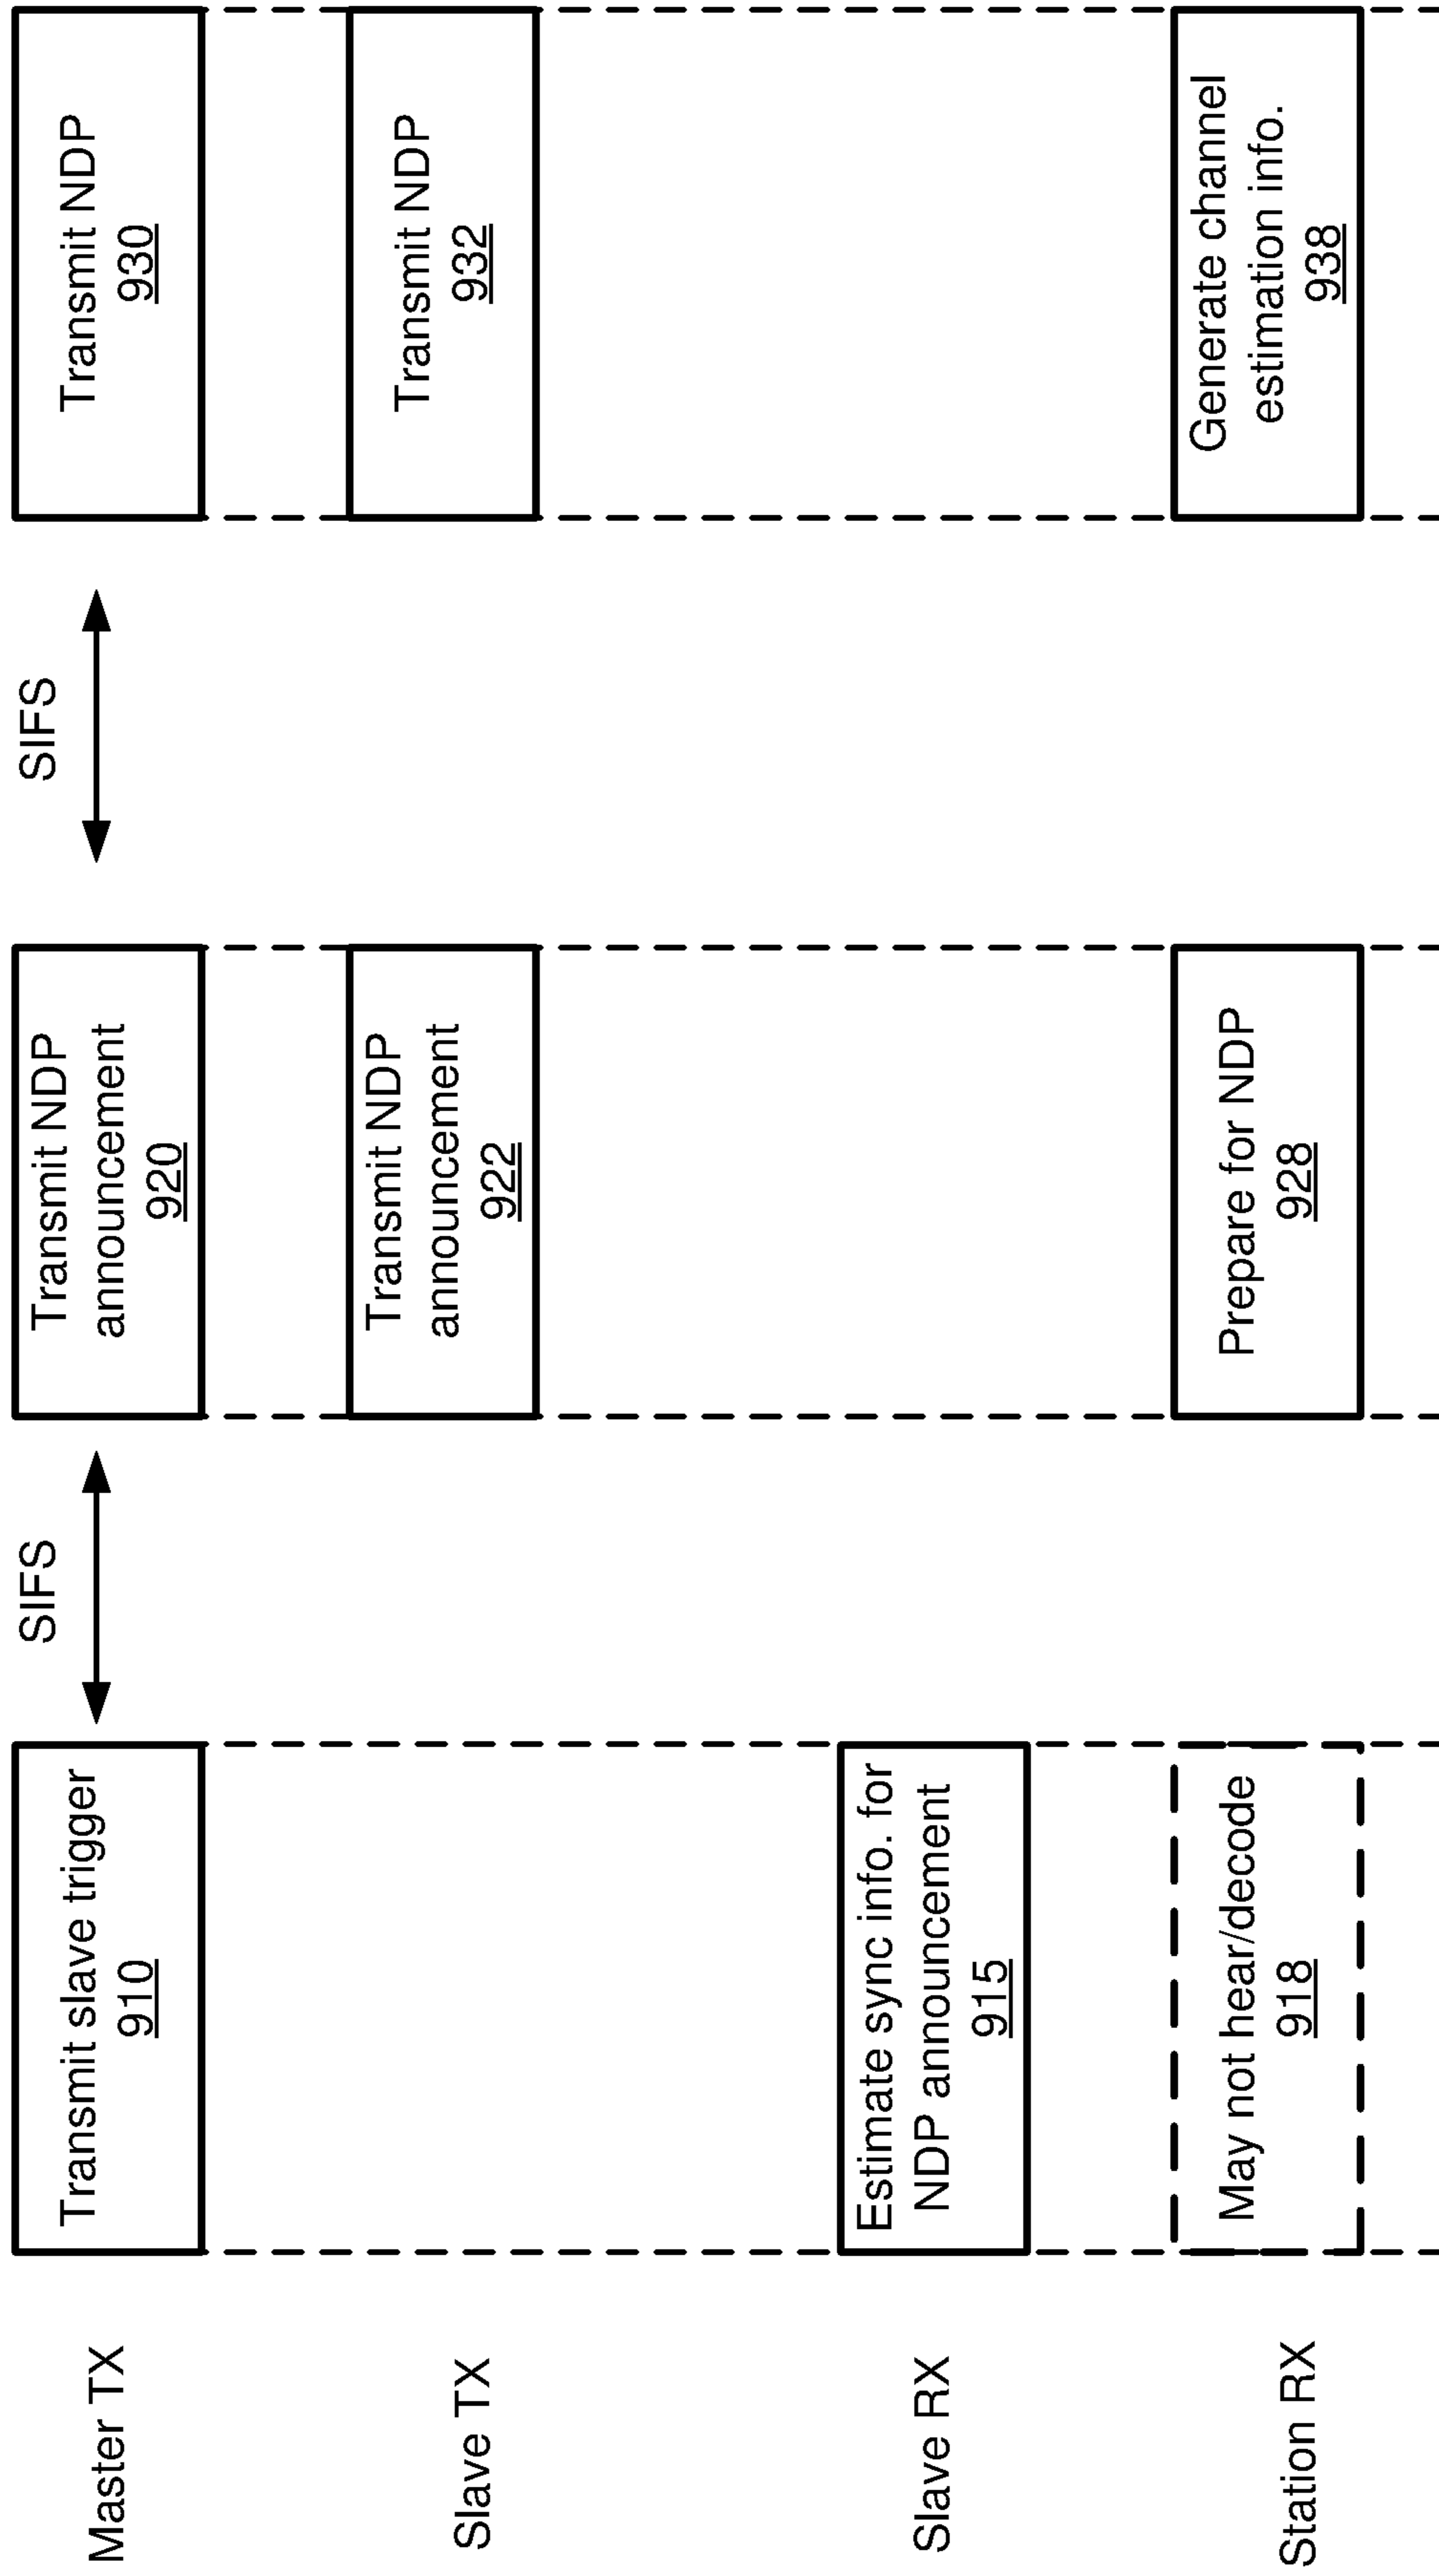 SIFS
SIFS
Master TX
Transmit slave trigger
910
Transmit NDP
announcement
920
Transmit NDP
930
Slave TX
Transmit NDP
announcement
922
Transmit NDP
932
Slave RX
Estimate sync info. for
NDP announcement
915
Station RX
May not hear/decode
918
Prepare for NDP
928
Generate channel
estimation info.
938